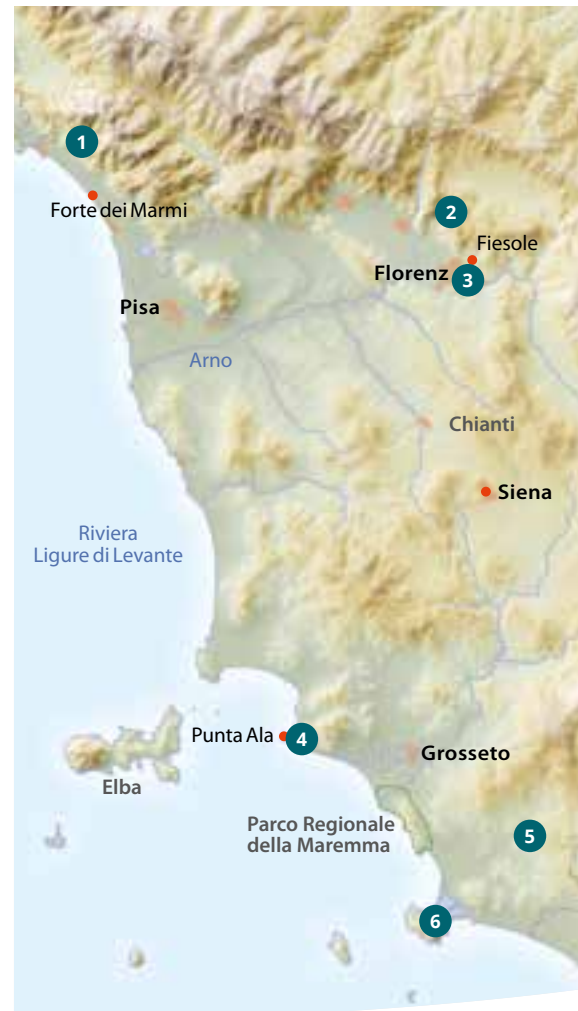 1
Forte dei Marmi
2
Fiesole
Florenz
3
Pisa
Arno
Chianti
Siena
Riviera
Ligure di Levante
Punta Ala
4
Grosseto
Elba
Parco Regionale
della Maremma
5
6